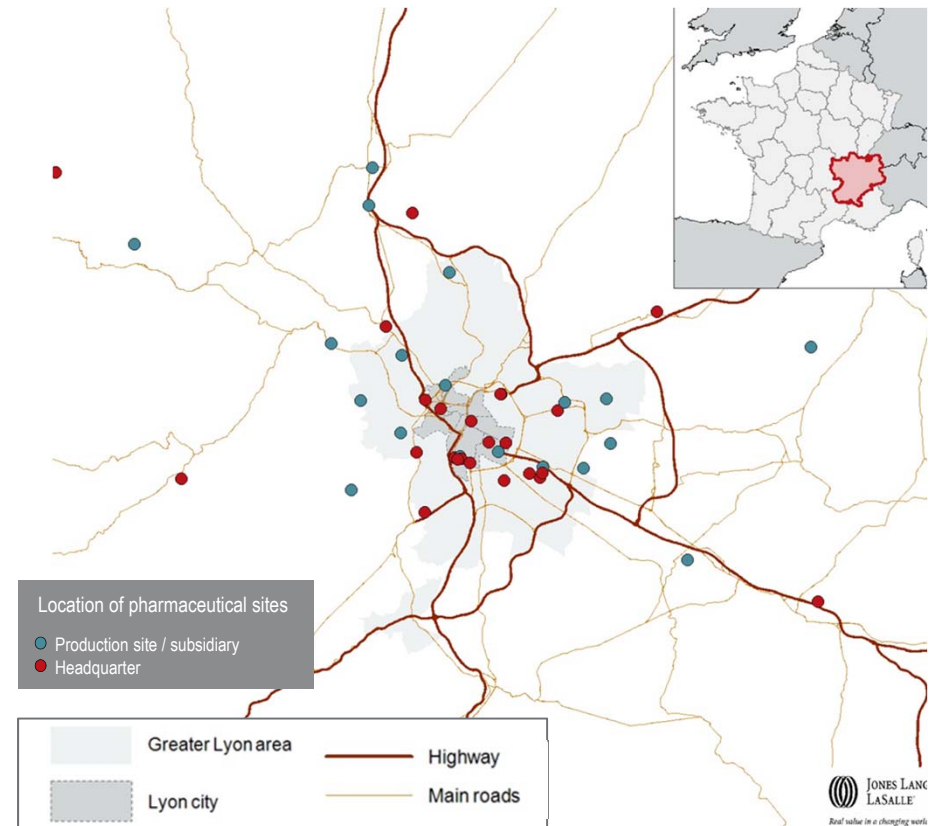 Location of pharmaceutical sites
Production site / subsidiary
Headquarter
Greater Lyon area
Highway
Lyon city
Main roads
JONES LANG
LASALLE
Real value in a changing